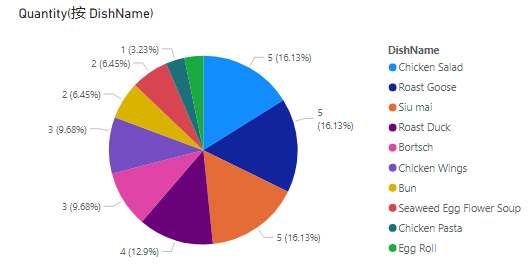 Quantity(按 DishName)
1 (3.23%)
2 (6.45%)
2 (6.45%)
3 (9.68%)
3 (9.68%)
4 (12.9%)
5 (16.13%)
5
(16.13%)
5 (16.13%)
DishName
Chicken Salad
Roast Goose
Siu mai
Roast Duck
Bortsch
Chicken Wings
Bun
Seaweed Egg Flower Soup
Chicken Pasta
Egg Roll